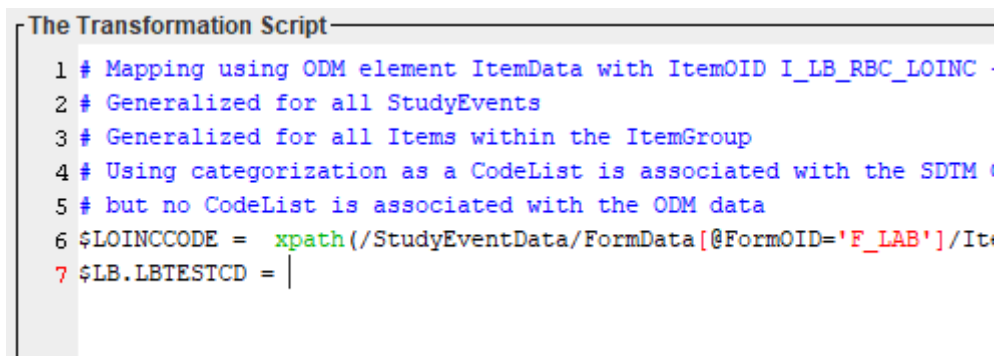 The Transformation Script
1 # Mapping using ODM element ItemData with ItemOID I_LB_RBC_LOINC
2 # Generalized for all StudyEvents
3 # Generalized for all Items within the ItemGroup
4 # Using categorization as a CodeList is associated with the SDTM
5 # but no CodeList is associated with the ODM data
6 $LOINCCODE = xpath(/StudyEventData/FormData[@FormOID='F_LAB']/Ite
7 $LB.LBTESTCD =